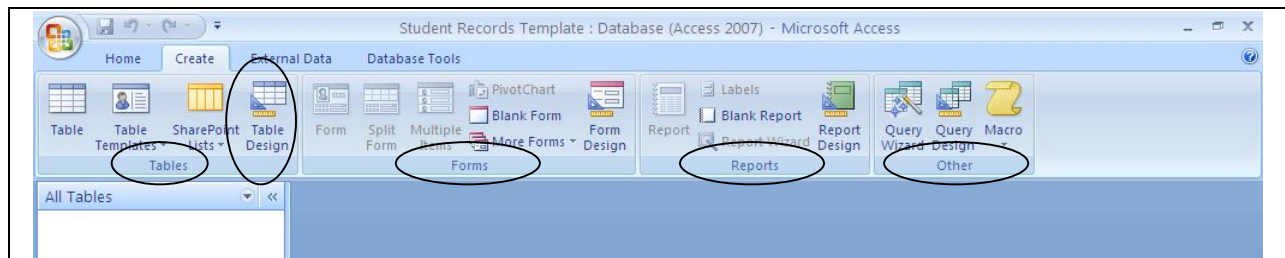 Student Records Template : Database (Access 2007) - Microsoft Access
Home Create External Data Database Tools
Table
Table Templates
SharePoint Lists
Table Design
Form
Split Form
Multiple Items
PivotChart
Blank Form
More Forms
Form Design
Report
Labels
Blank Report
Report Wizard
Report Design
Query Wizard
Query Design
Macro
Tables Forms Reports Other
All Tables